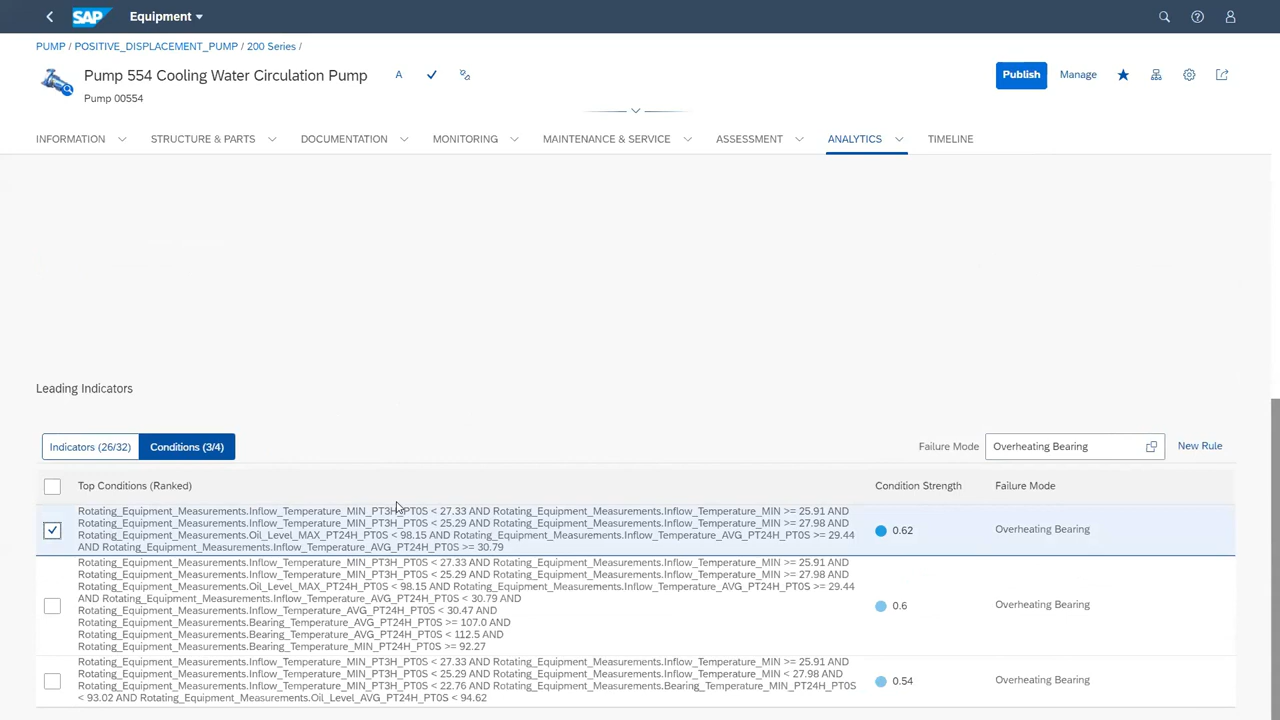 SAP Equipment
PUMP / POSITIVE_DISPLACEMENT_PUMP / 200 Series /
Pump 554 Cooling Water Circulation Pump A
Pump 00554
Publish Manage
INFORMATION STRUCTURE & PARTS DOCUMENTATION MONITORING MAINTENANCE & SERVICE ASSESSMENT ANALYTICS TIMELINE
Leading Indicators
Indicators (26/32) Conditions (3/4) Failure Mode Overheating Bearing New Rule
Top Conditions (Ranked) Condition Strength Failure Mode
Rotating_Equipment_Measurements.Inflow_Temperature_MIN_PT3H_PT0S < 27.33 AND Rotating_Equipment_Measurements.Inflow_Temperature_MIN >= 25.91 AND
Rotating_Equipment_Measurements.Inflow_Temperature_MIN_PT3H_PT0S < 25.29 AND Rotating_Equipment_Measurements.Inflow_Temperature_MIN >= 27.98 AND
Rotating_Equipment_Measurements.Oil_Level_MAX_PT24H_PT0S < 98.15 AND Rotating_Equipment_Measurements.Inflow_Temperature_AVG_PT24H_PT0S >= 29.44
AND Rotating_Equipment_Measurements.Inflow_Temperature_AVG_PT24H_PT0S >= 30.79
0.62 Overheating Bearing
Rotating_Equipment_Measurements.Inflow_Temperature_MIN_PT3H_PT0S < 27.33 AND Rotating_Equipment_Measurements.Inflow_Temperature_MIN >= 25.91 AND
Rotating_Equipment_Measurements.Inflow_Temperature_MIN_PT3H_PT0S < 25.29 AND Rotating_Equipment_Measurements.Inflow_Temperature_MIN >= 27.98 AND
Rotating_Equipment_Measurements.Oil_Level_MAX_PT24H_PT0S < 98.15 AND Rotating_Equipment_Measurements.Inflow_Temperature_AVG_PT24H_PT0S >= 29.44
AND Rotating_Equipment_Measurements.Inflow_Temperature_AVG_PT24H_PT0S < 30.79 AND
Rotating_Equipment_Measurements.Inflow_Temperature_AVG_PT24H_PT0S < 30.47 AND
Rotating_Equipment_Measurements.Bearing_Temperature_AVG_PT24H_PT0S >= 107.0 AND
Rotating_Equipment_Measurements.Bearing_Temperature_AVG_PT24H_PT0S < 112.5 AND
Rotating_Equipment_Measurements.Bearing_Temperature_MIN_PT24H_PT0S >= 92.27
0.6 Overheating Bearing
Rotating_Equipment_Measurements.Inflow_Temperature_MIN_PT3H_PT0S < 27.33 AND Rotating_Equipment_Measurements.Inflow_Temperature_MIN >= 25.91 AND
Rotating_Equipment_Measurements.Inflow_Temperature_MIN_PT3H_PT0S < 25.29 AND Rotating_Equipment_Measurements.Inflow_Temperature_MIN < 27.98 AND
Rotating_Equipment_Measurements.Inflow_Temperature_MIN_PT3H_PT0S < 22.76 AND Rotating_Equipment_Measurements.Bearing_Temperature_MIN_PT24H_PT0S
< 93.02 AND Rotating_Equipment_Measurements.Oil_Level_AVG_PT24H_PT0S < 94.62
0.54 Overheating Bearing